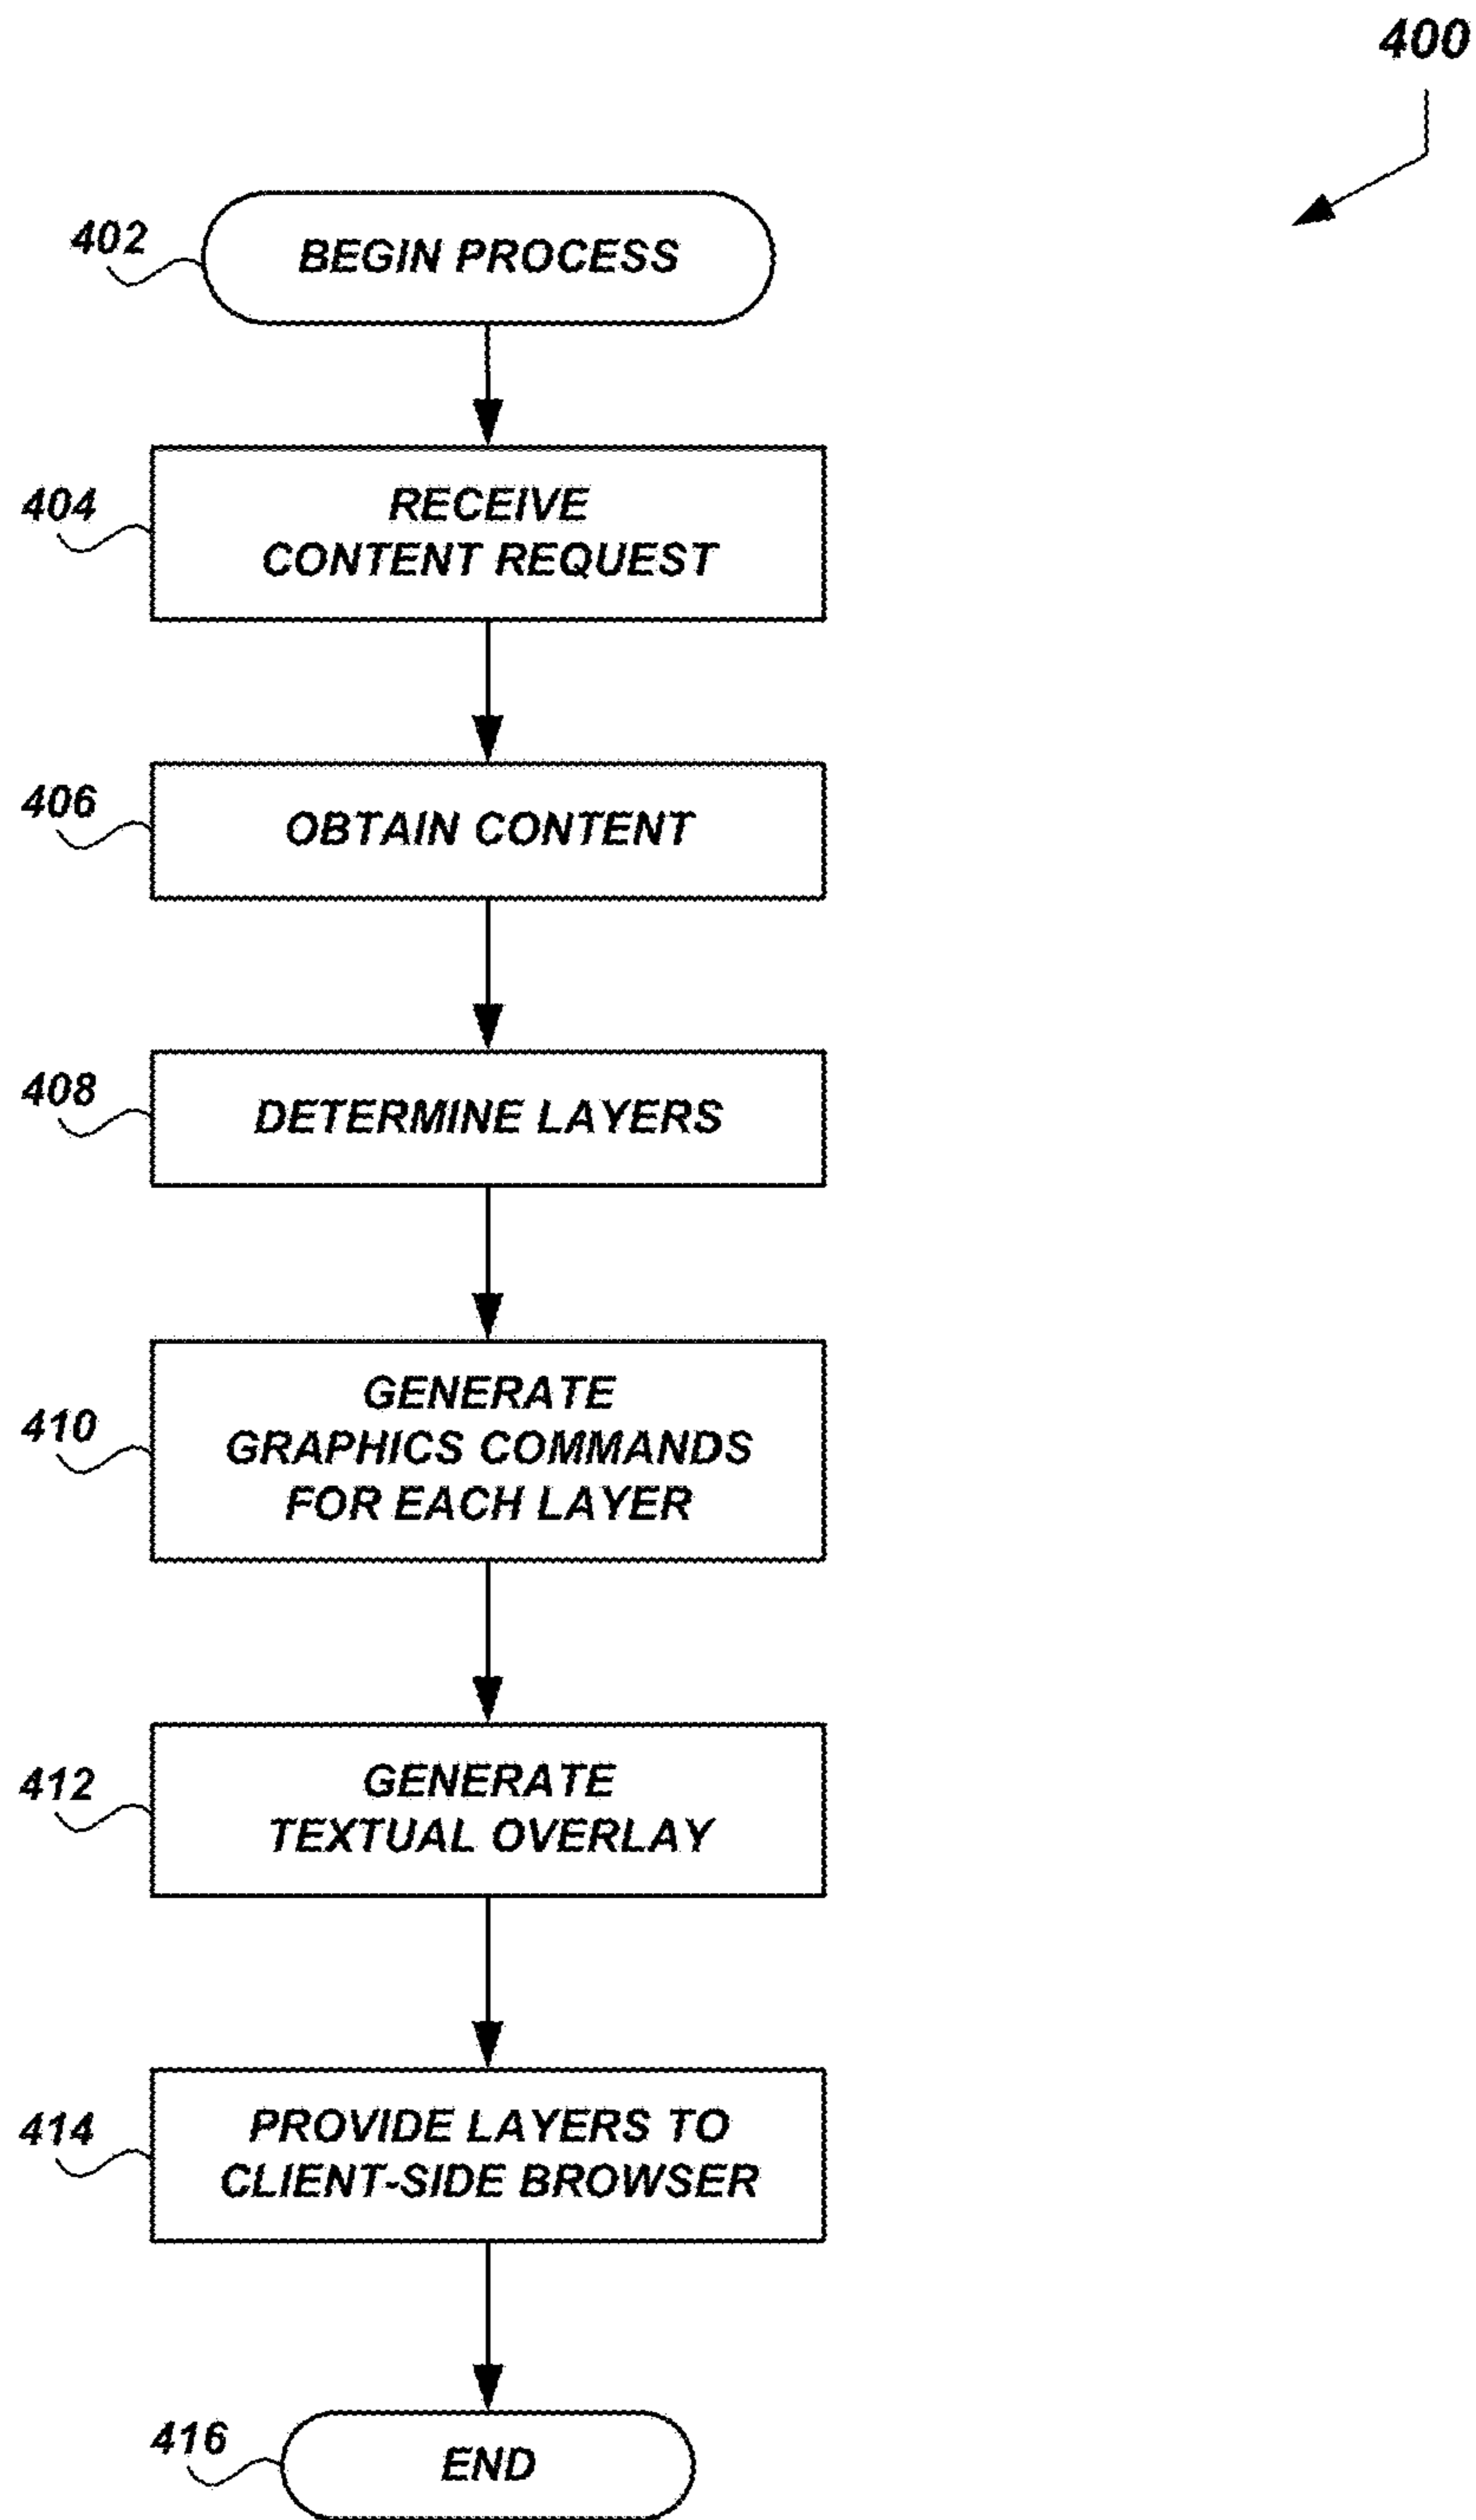 400
402
BEGIN PROCESS
404
RECEIVE
CONTENT REQUEST
406
OBTAIN CONTENT
408
DETERMINE LAYERS
410
GENERATE
GRAPHICS COMMANDS
FOR EACH LAYER
412
GENERATE
TEXTUAL OVERLAY
414
PROVIDE LAYERS TO
CLIENT-SIDE BROWSER
416
END